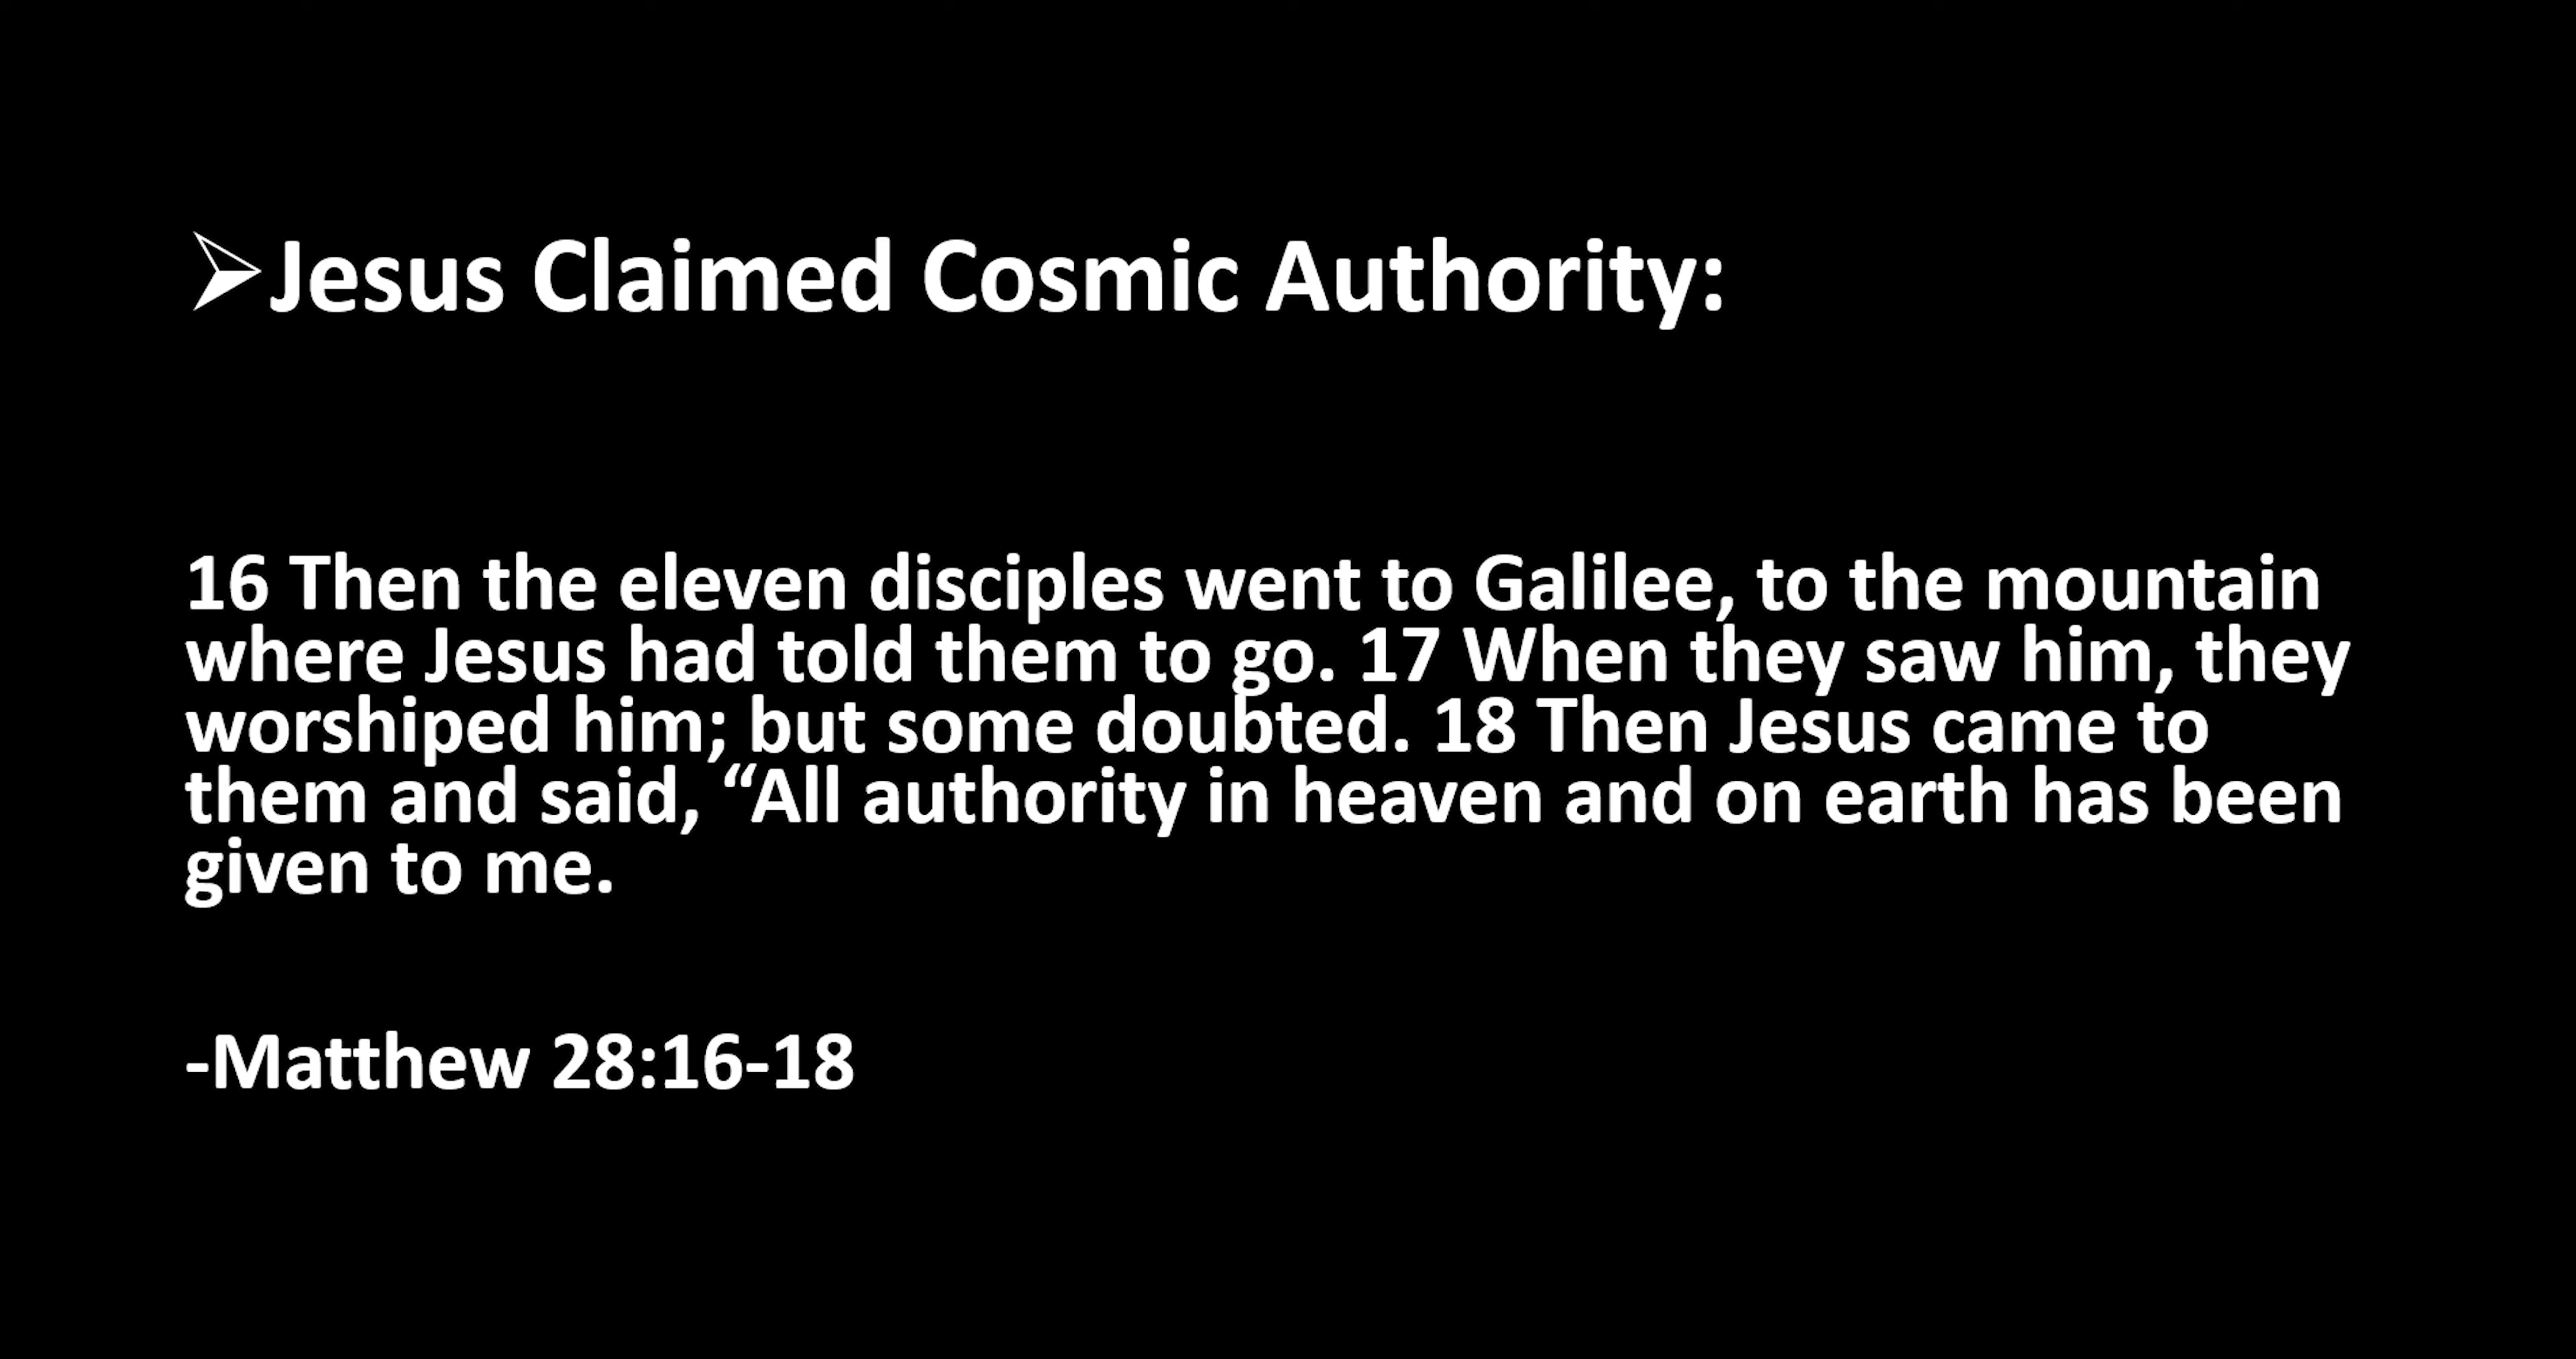 ➢Jesus Claimed Cosmic Authority:
16 Then the eleven disciples went to Galilee, to the mountain
where Jesus had told them to go. 17 When they saw him, they
worshiped him; but some doubted. 18 Then Jesus came to
them and said, “All authority in heaven and on earth has been
given to me.
-Matthew 28:16-18